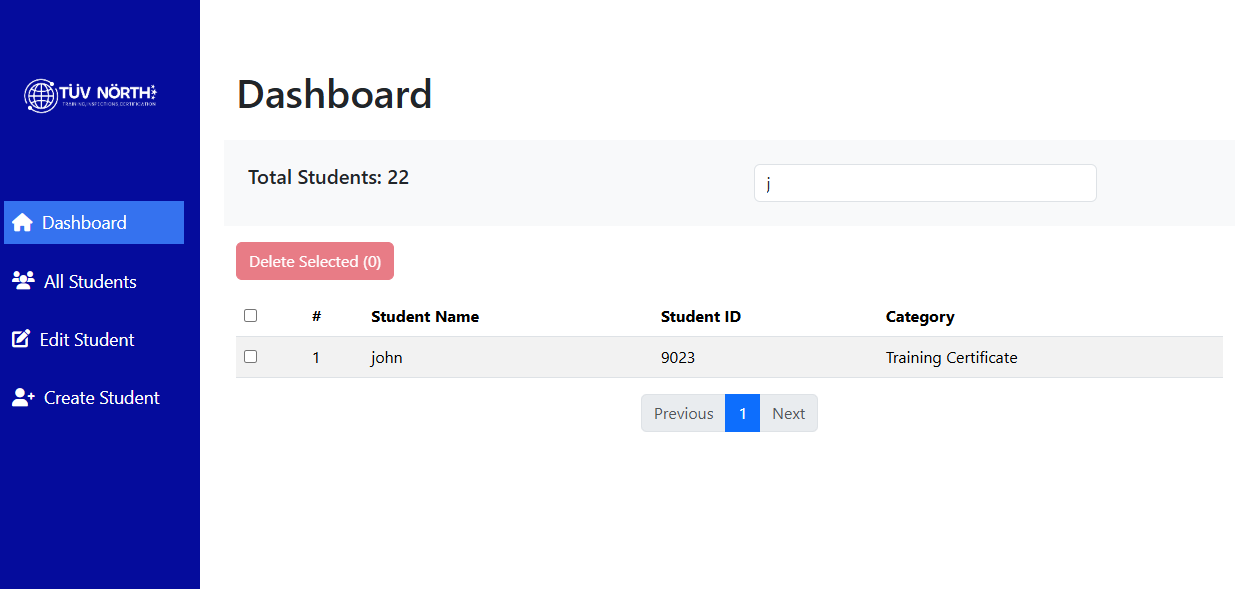 TÜV NÖRTH
TRAINING,INSPECTIONS CERTIFICATION
Dashboard
All Students
Edit Student
Create Student
Dashboard
Total Students: 22
j
Delete Selected (0)
# Student Name Student ID Category
1 john 9023 Training Certificate
Previous 1 Next